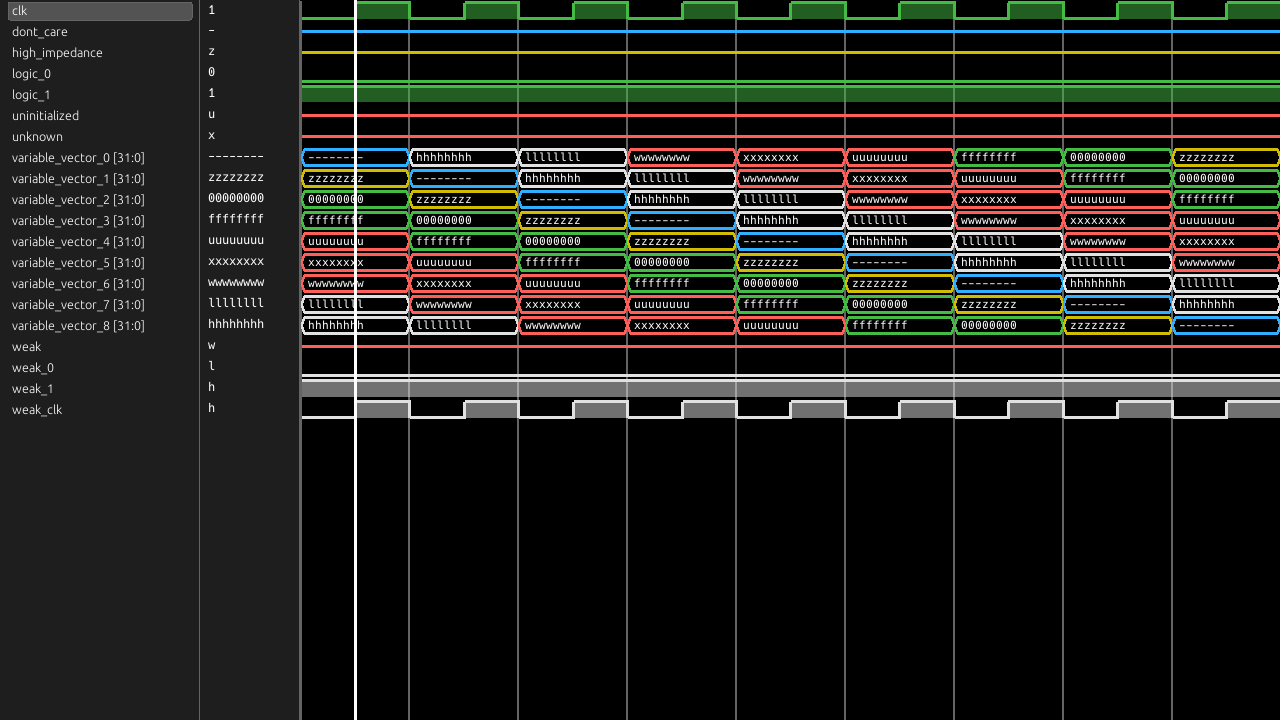 clk 1
dont_care -
high_impedance z
logic_0 0
logic_1 1
uninitialized u
unknown x
variable_vector_0 [31:0] -------- -------- hhhhhhhh llllllll wwwwwwww xxxxxxxx uuuuuuuu ffffffff 00000000 zzzzzzzz
variable_vector_1 [31:0] zzzzzzzz zzzzzzzz -------- hhhhhhhh llllllll wwwwwwww xxxxxxxx uuuuuuuu ffffffff 00000000
variable_vector_2 [31:0] 00000000 00000000 zzzzzzzz -------- hhhhhhhh llllllll wwwwwwww xxxxxxxx uuuuuuuu ffffffff
variable_vector_3 [31:0] ffffffff ffffffff 00000000 zzzzzzzz -------- hhhhhhhh llllllll wwwwwwww xxxxxxxx uuuuuuuu
variable_vector_4 [31:0] uuuuuuuu uuuuuuuu ffffffff 00000000 zzzzzzzz -------- hhhhhhhh llllllll wwwwwwww xxxxxxxx
variable_vector_5 [31:0] xxxxxxxx xxxxxxxx uuuuuuuu ffffffff 00000000 zzzzzzzz -------- hhhhhhhh llllllll wwwwwwww
variable_vector_6 [31:0] wwwwwwww wwwwwwww xxxxxxxx uuuuuuuu ffffffff 00000000 zzzzzzzz -------- hhhhhhhh llllllll
variable_vector_7 [31:0] llllllll llllllll wwwwwwww xxxxxxxx uuuuuuuu ffffffff 00000000 zzzzzzzz -------- hhhhhhhh
variable_vector_8 [31:0] hhhhhhhh hhhhhhhh llllllll wwwwwwww xxxxxxxx uuuuuuuu ffffffff 00000000 zzzzzzzz --------
weak w
weak_0 l
weak_1 h
weak_clk h